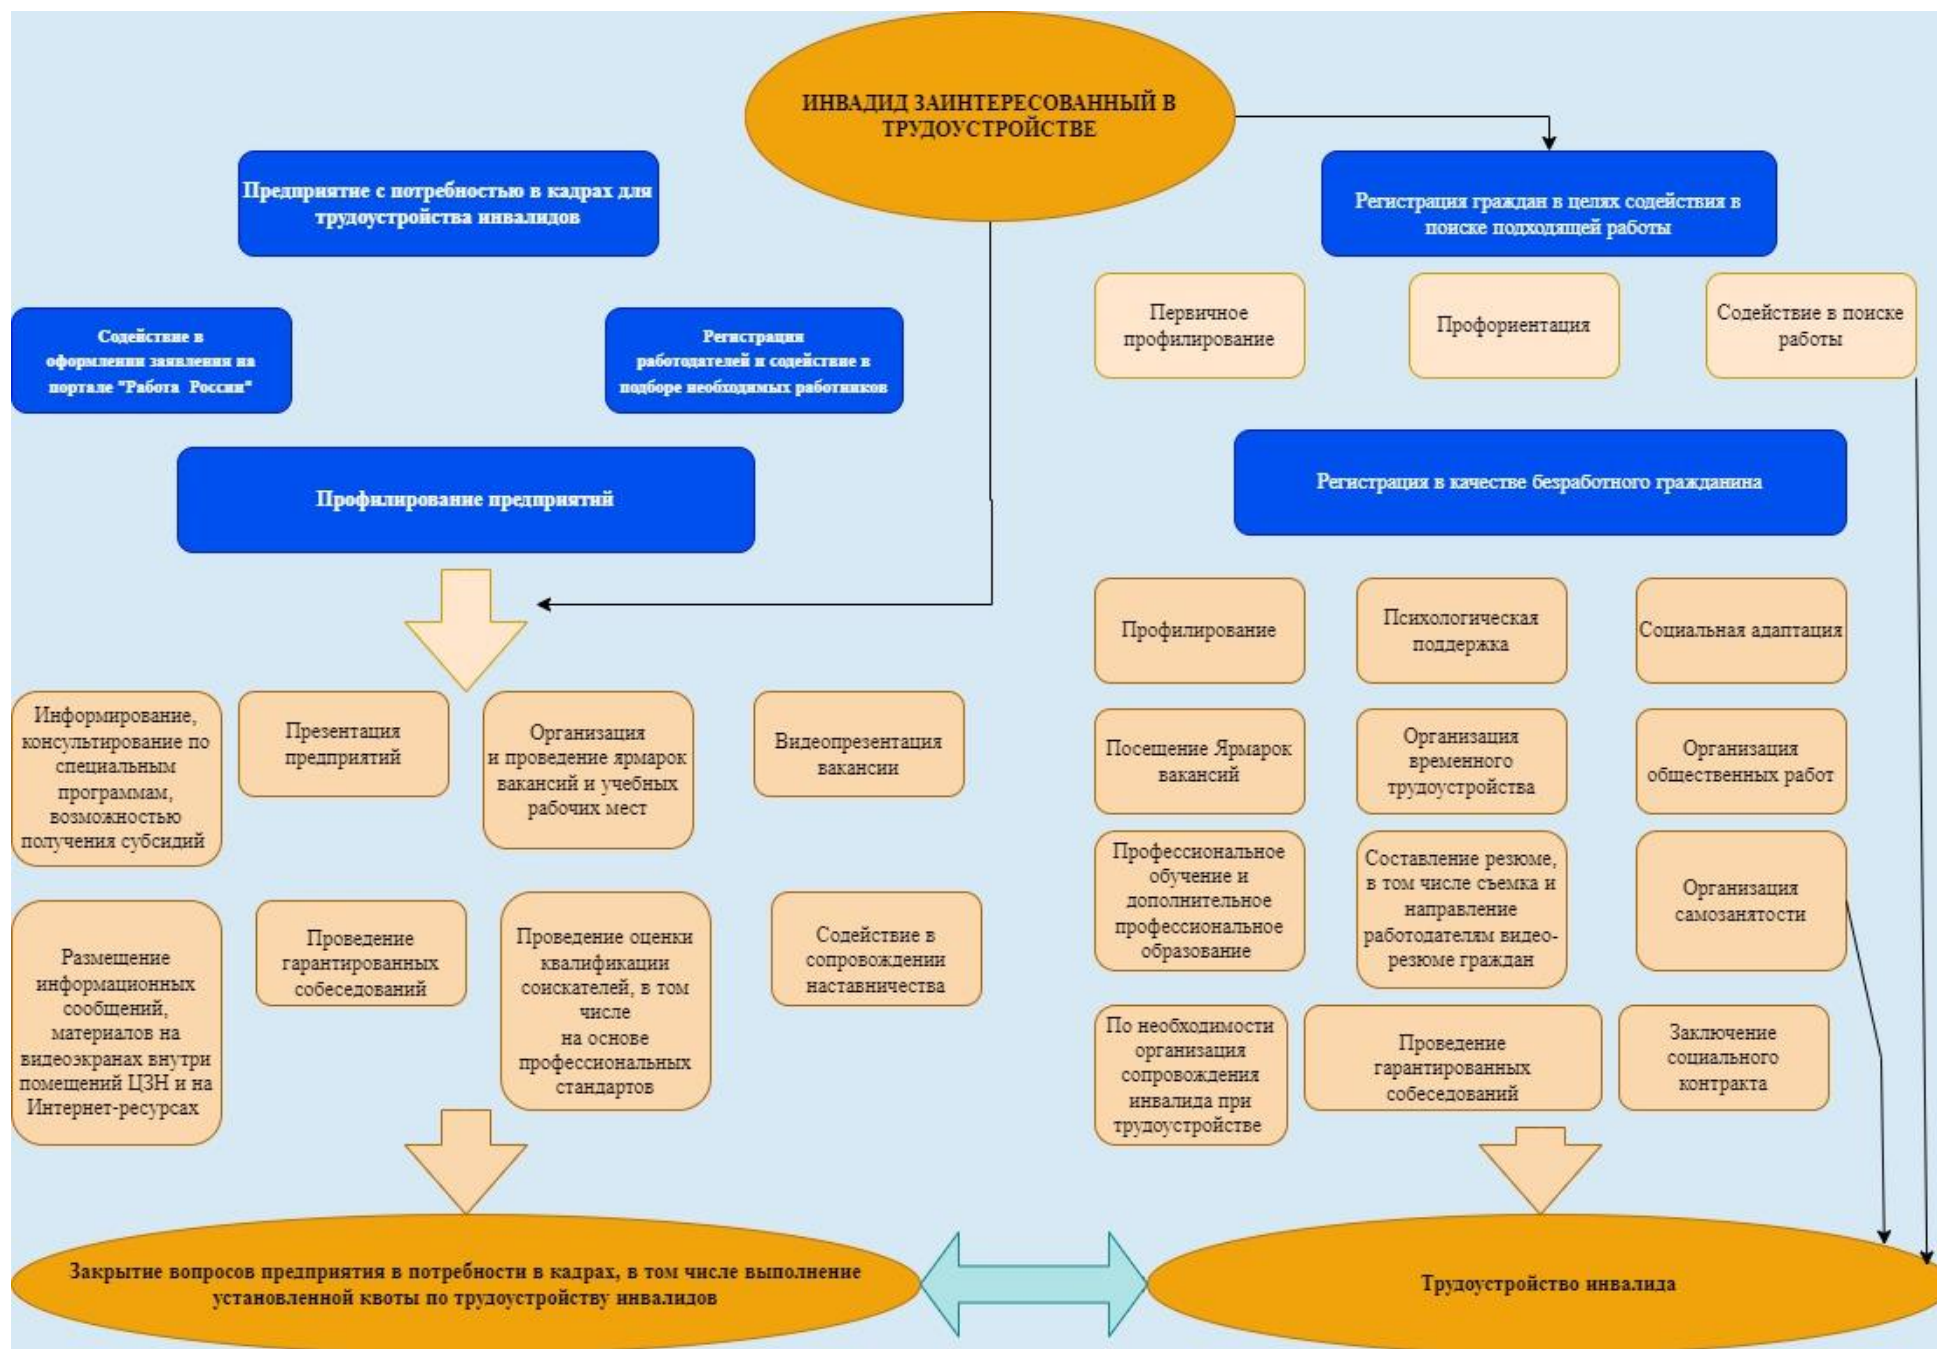 ИНВАДИД ЗАИНТЕРЕСОВАННЫЙ В
ТРУДОУСТРОЙСТВЕ
Предприятие с потребностью в кадрах для
трудоустройства инвалидов
Регистрация граждан в целях содействия в
поиске подходящей работы
Содействие в
оформлении заявления на
портале "Работа России"
Регистрация
работодателей и содействие в
подборе необходимых работников
Первичное
профилирование
Профориентация
Содействие в поиске
работы
Профилирование предприятий
Регистрация в качестве безработного гражданина
Профилирование
Психологическая
поддержка
Социальная адаптация
Информирование,
консультирование по
специальным
программам,
возможностью
получения субсидий
Презентация
предприятий
Организация
и проведение ярмарок
вакансий и учебных
рабочих мест
Видеопрезентация
вакансии
Посещение Ярмарок
вакансий
Организация
временного
трудоустройства
Организация
общественных работ
Профессиональное
обучение и
дополнительное
профессиональное
образование
Составление резюме,
в том числе съемка и
направление
работодателям видео-
резюме граждан
Организация
самозанятости
Размещение
информационных
сообщений,
материалов на
видеоэкранах внутри
помещений ЦЗН и на
Интернет-ресурсах
Проведение
гарантированных
собеседований
Проведение оценки
квалификации
соискателей, в том
числе
на основе
профессиональных
стандартов
Содействие в
сопровождении
наставничества
По необходимости
организация
сопровождения
инвалида при
трудоустройстве
Проведение
гарантированных
собеседований
Заключение
социального
контракта
Закрытие вопросов предприятия в потребности в кадрах, в том числе выполнение
установленной квоты по трудоустройству инвалидов
Трудоустройство инвалида